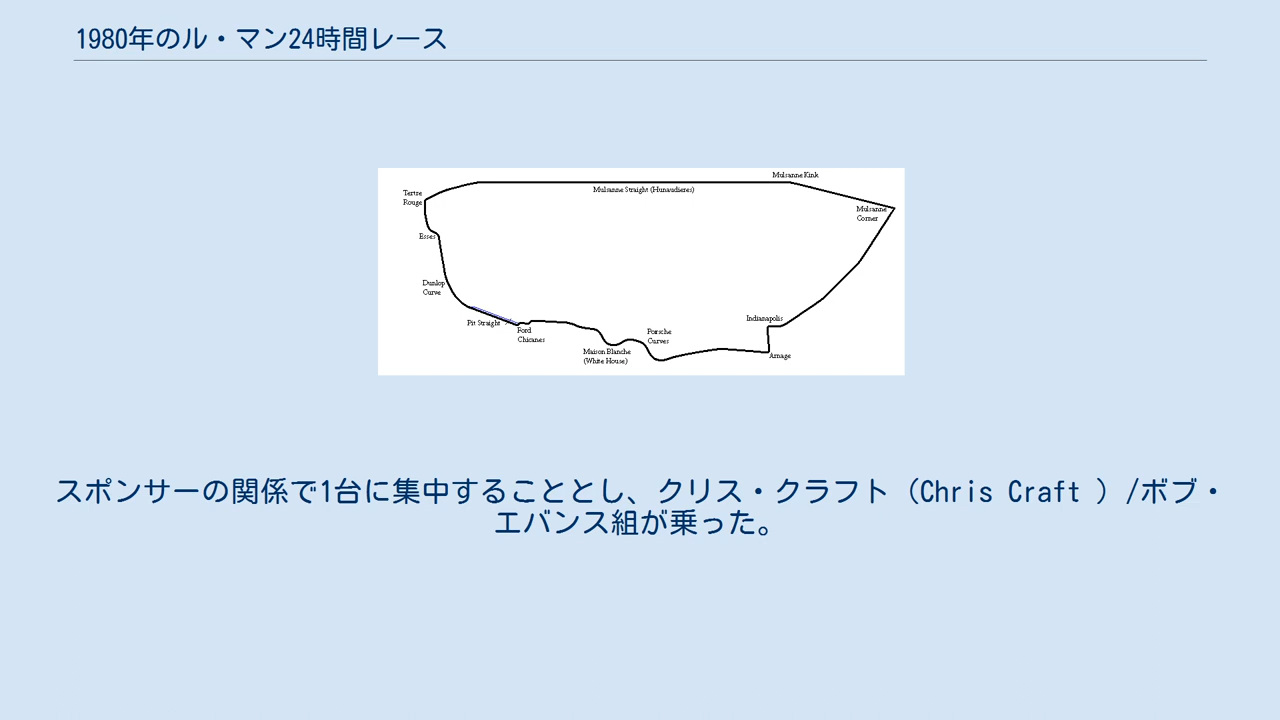 1980年のル・マン24時間レース
Mulsanne Kink
Mulsanne Straight (Hunaudieres)
Tertre
Rouge
Mulsanne
Corner
Esses
Dunlop
Curve
Pit Straight
Ford
Chicanes
Indianapolis
Porsche
Curves
Maison Blanche
(White House)
Arnage
スポンサーの関係で1台に集中することとし、クリス・クラフト（Chris Craft ）/ボブ・
エバンス組が乗った。